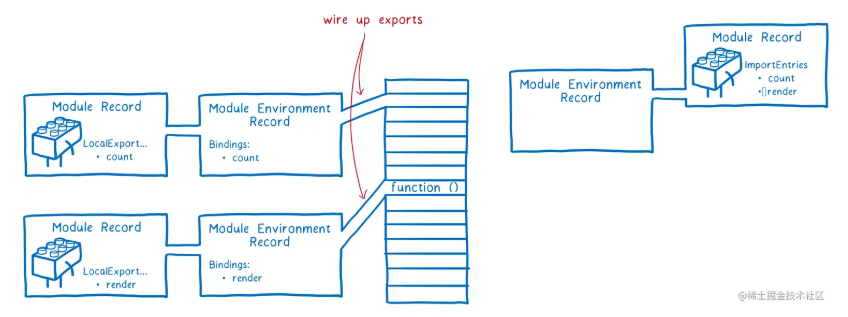 wire up exports
Module Record
LocalExport...
• count
Module Environment
Record
Bindings:
• count
function ()
Module Record
LocalExport...
• render
Module Environment
Record
Bindings:
• render
Module Environment
Record
Module Record
ImportEntries
• count
•▯render
@稀土掘金技术社区